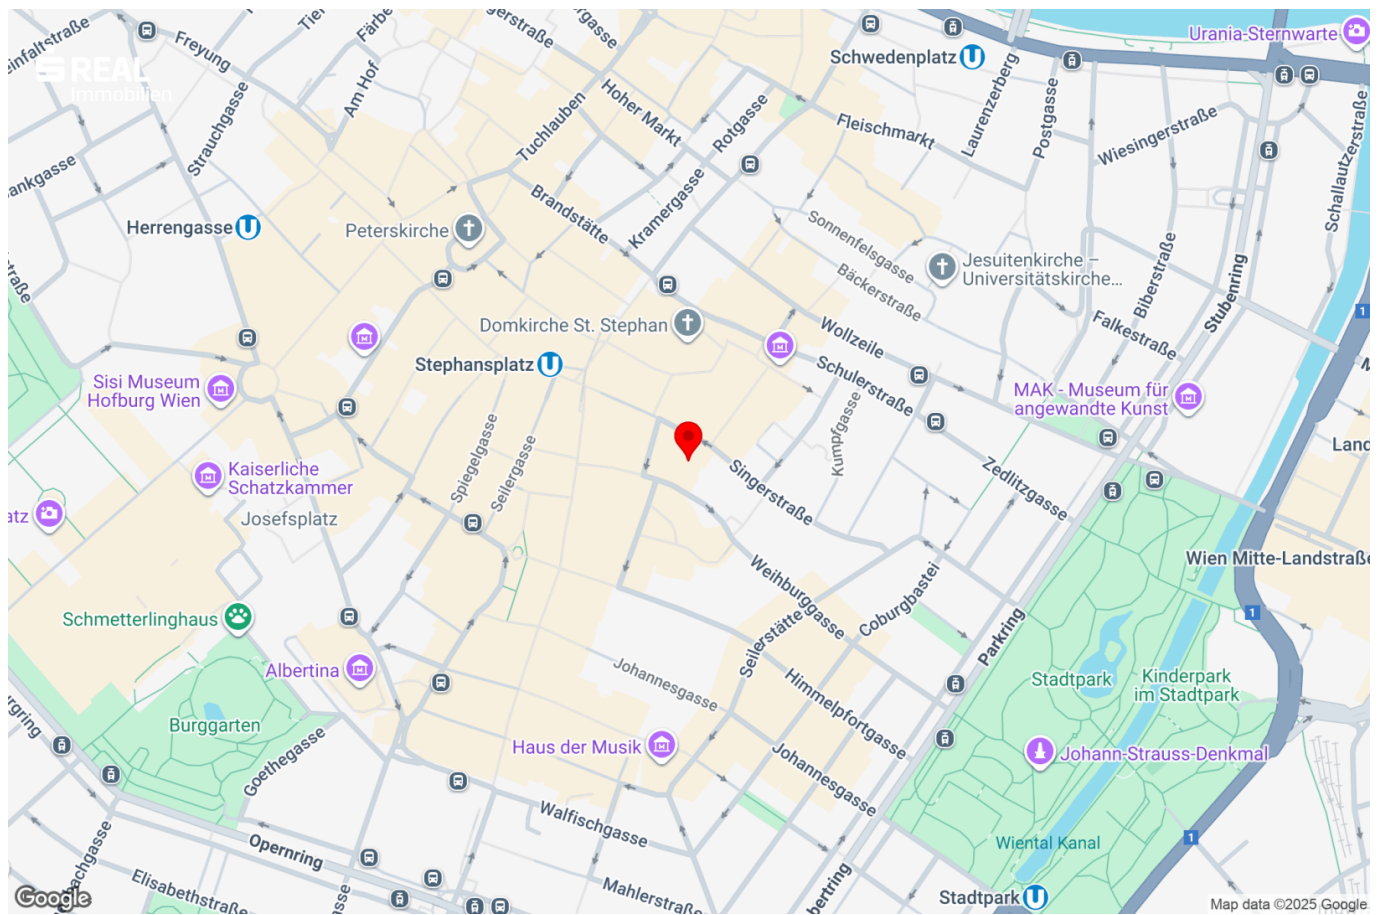 Urania-Sternwarte
Schwedenplatz
Freyung
REAL
Immobilien
Am Hof
Strauchgasse
Tuchlauben
Hoher Markt
Rotgasse
Fleischmarkt
Laurenzerberg
Postgasse
Wiesingerstraße
Schallautzerstraße
Brandstätte
Kramergasse
Herrengasse
Peterskirche
Sonnenfelsgasse
Bäckerstraße
Jesuitenkirche –
Universitätskirche...
Biberstraße
Stubenring
Falkestraße
Domkirche St. Stephan
Wollzeile
Schulerstraße
1
Stephansplatz
Sisi Museum
Hofburg Wien
MAK - Museum für
angewandte Kunst
Kumpfgasse
Spiegelgasse
Seilergasse
Singerstraße
Zedlitzgasse
Kaiserliche
Schatzkammer
Josefsplatz
Wien Mitte-Landstraße
Weihburggasse
Coburgbastei
1
Schmetterlinghaus
Seilerstätte
Parkring
Albertina
Johannesgasse
Himmelpfortgasse
Stadtpark
Kinderpark
im Stadtpark
Burggarten
Goethegasse
Haus der Musik
Johannesgasse
Johann-Strauss-Denkmal
Walfischgasse
Opernring
Wiental Kanal
1
Elisabethstraße
Mahlerstraße
Stadtpark
Google
Map data ©2025 Google